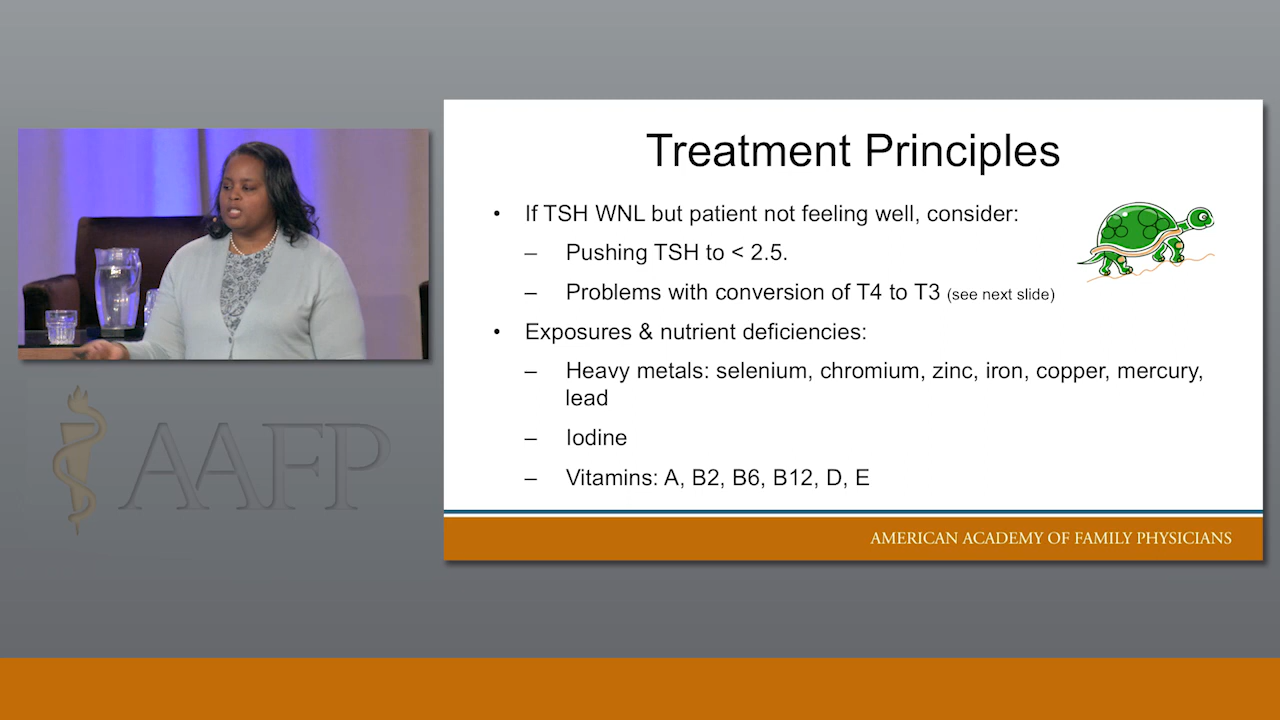 Treatment Principles
• If TSH WNL but patient not feeling well, consider:
– Pushing TSH to < 2.5.
– Problems with conversion of T4 to T3 (see next slide)
• Exposures & nutrient deficiencies:
– Heavy metals: selenium, chromium, zinc, iron, copper, mercury,
lead
– Iodine
– Vitamins: A, B2, B6, B12, D, E
AMERICAN ACADEMY OF FAMILY PHYSICIANS
AAFP